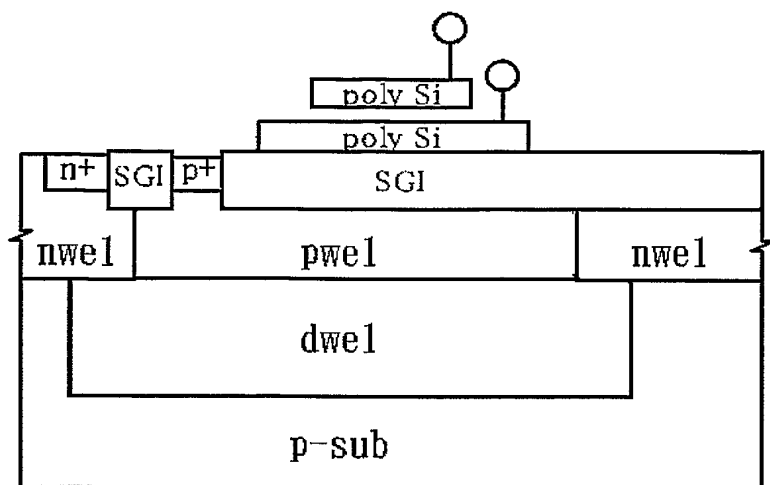 poly Si
poly Si
n+ SGI p+ SGI
nwel pwel nwel
dwel
p-sub